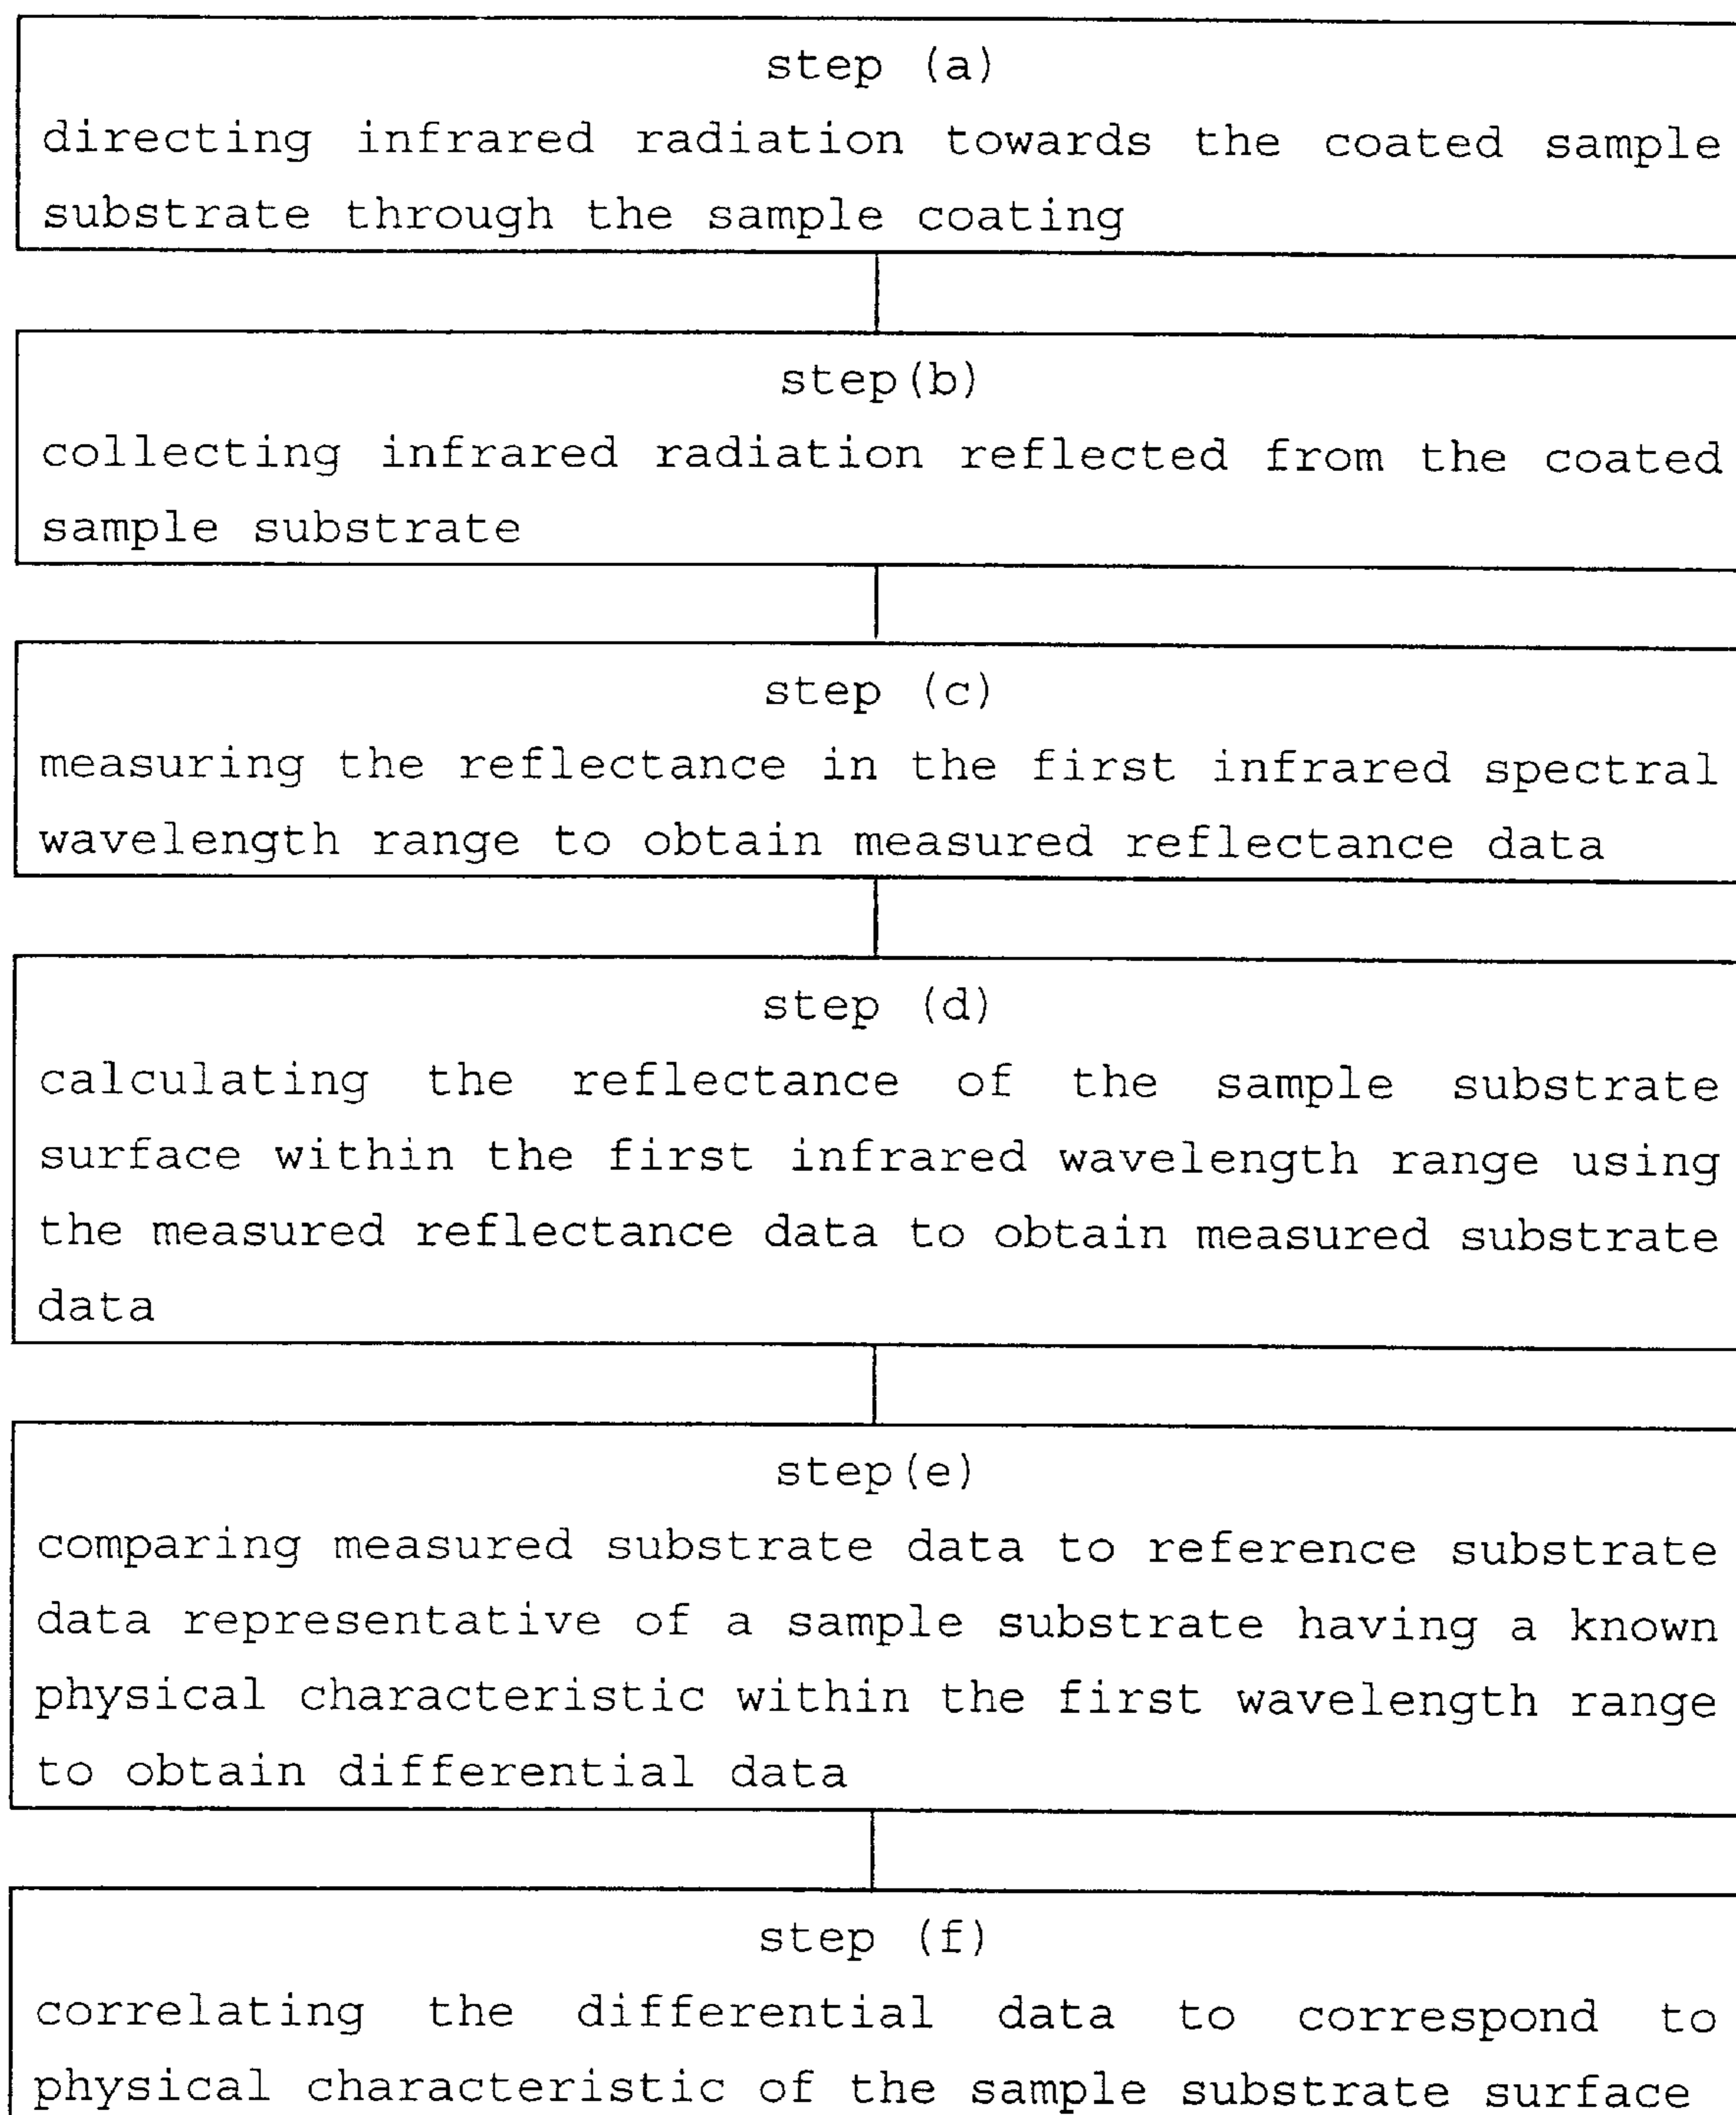 step (a)
directing infrared radiation towards the coated sample
substrate through the sample coating
step(b)
collecting infrared radiation reflected from the coated
sample substrate
step (c)
measuring the reflectance in the first infrared spectral
wavelength range to obtain measured reflectance data
step (d)
calculating the reflectance of the sample substrate
surface within the first infrared wavelength range using
the measured reflectance data to obtain measured substrate
data
step(e)
comparing measured substrate data to reference substrate
data representative of a sample substrate having a known
physical characteristic within the first wavelength range
to obtain differential data
step (f)
correlating the differential data to correspond to
physical characteristic of the sample substrate surface